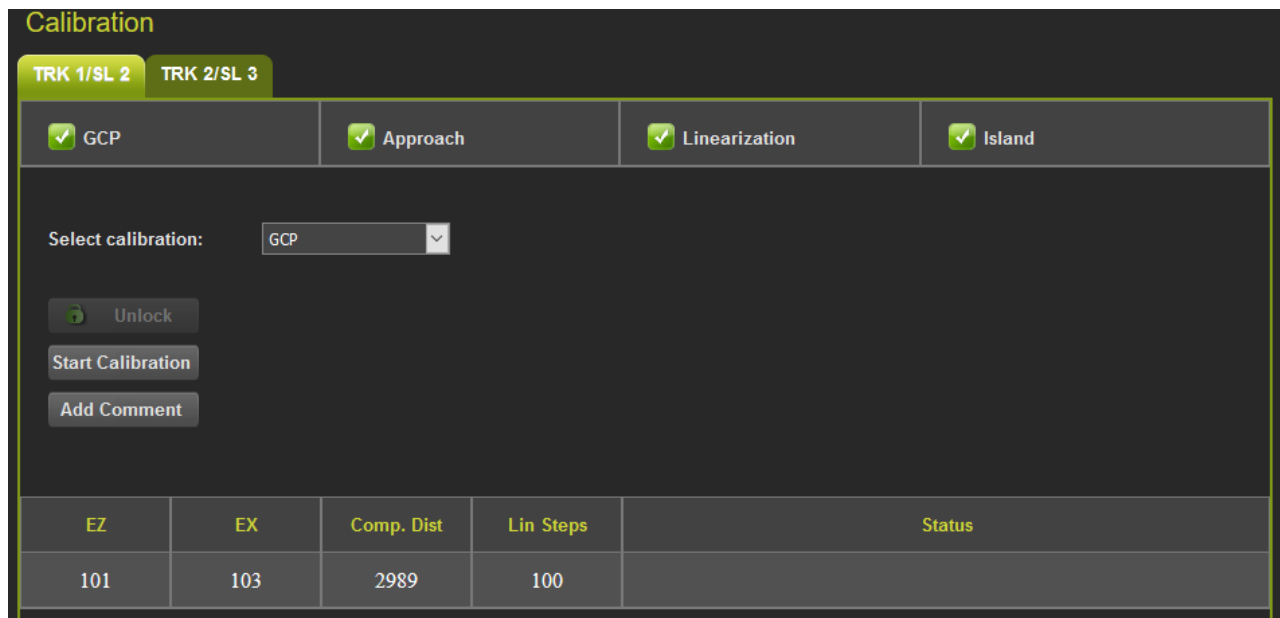 Calibration
TRK 1/SL 2 TRK 2/SL 3
GCP Approach Linearization Island
Select calibration: GCP
Unlock
Start Calibration
Add Comment
EZ EX Comp. Dist Lin Steps Status
101 103 2989 100